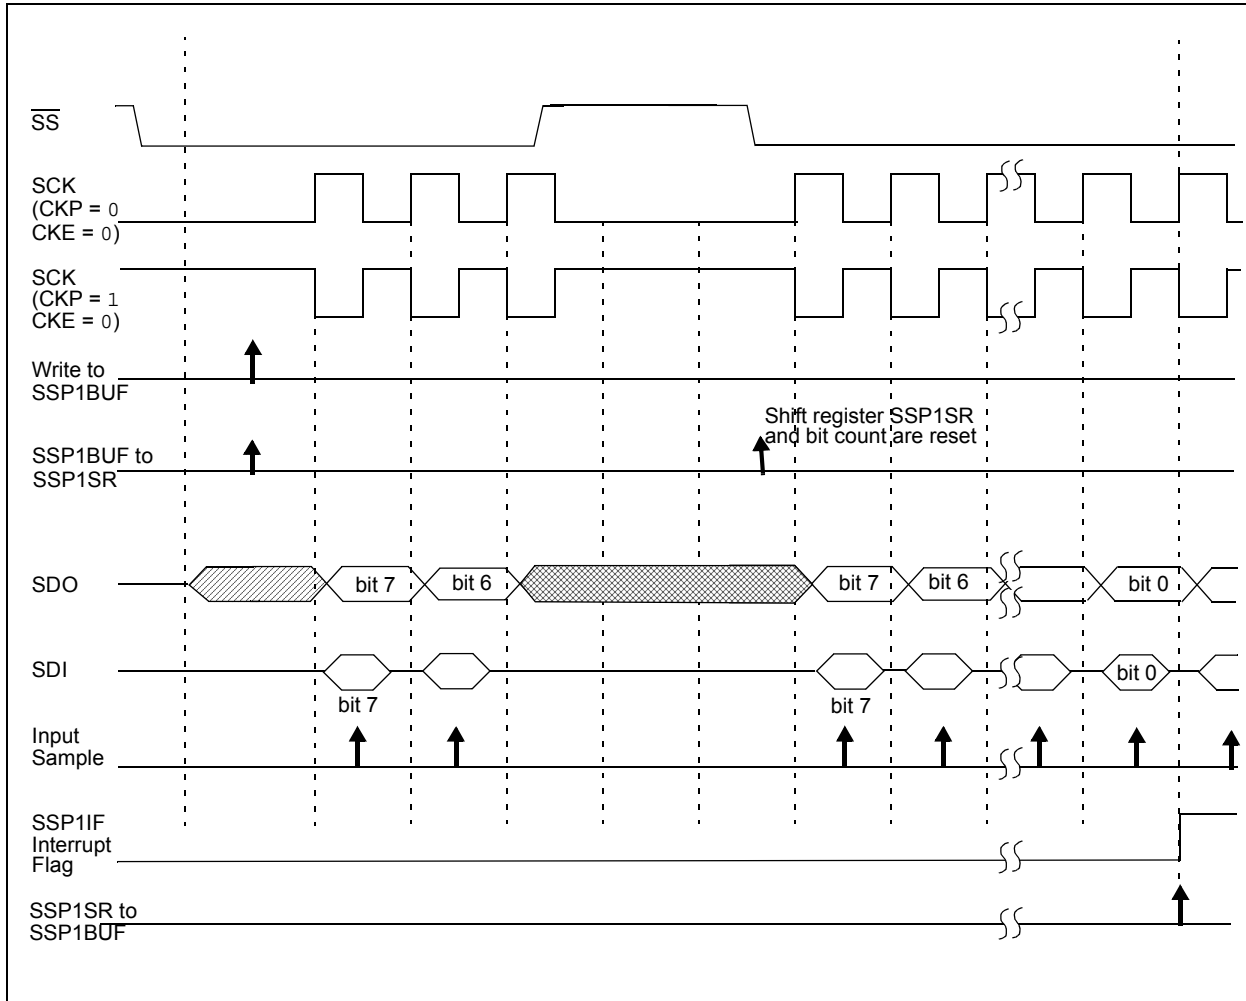 SS
SCK
(CKP = 0
CKE = 0)
SCK
(CKP = 1
CKE = 0)
Write to
SSP1BUF
Shift register SSP1SR
and bit count are reset
SSP1BUF to
SSP1SR
SDO
bit 7
bit 6
bit 7
bit 6
bit 0
SDI
bit 0
bit 7
bit 7
Input
Sample
SSP1IF
Interrupt
Flag
SSP1SR to
SSP1BUF